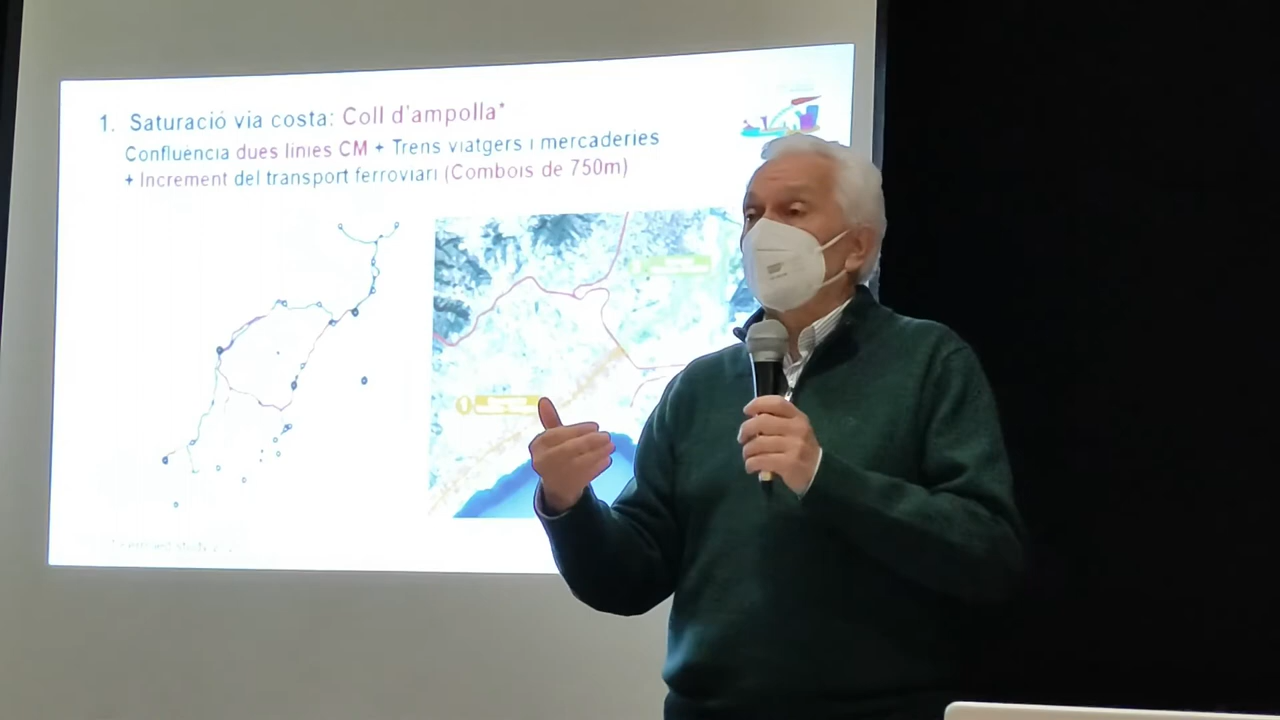 1. Saturació via costa: Coll d'ampolla*
Confluència dues línies CM + Trens viatgers i mercaderies
+ Increment del transport ferroviari (Combois de 750m)